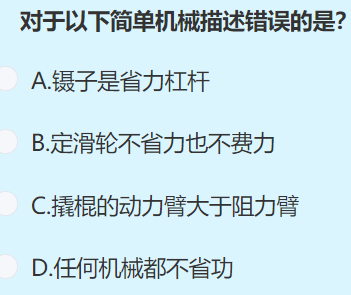 对于以下简单机械描述错误的是？
A.镊子是省力杠杆
B.定滑轮不省力也不费力
C.撬棍的动力臂大于阻力臂
D.任何机械都不省功